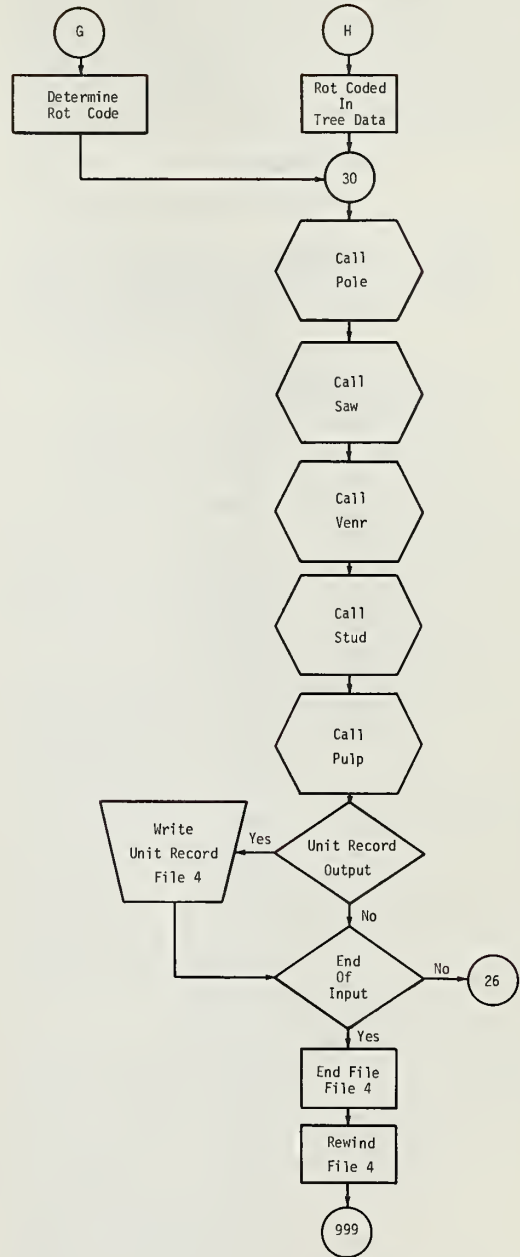 G
H
Determine
Rot Code
Rot Coded
In
Tree Data
30
Call
Pole
Call
Saw
Call
Venr
Call
Stud
Call
Pulp
Write
Unit Record
File 4
Yes
Unit Record
Output
No
End
Of
Input
No
26
Yes
End File
File 4
Rewind
File 4
999